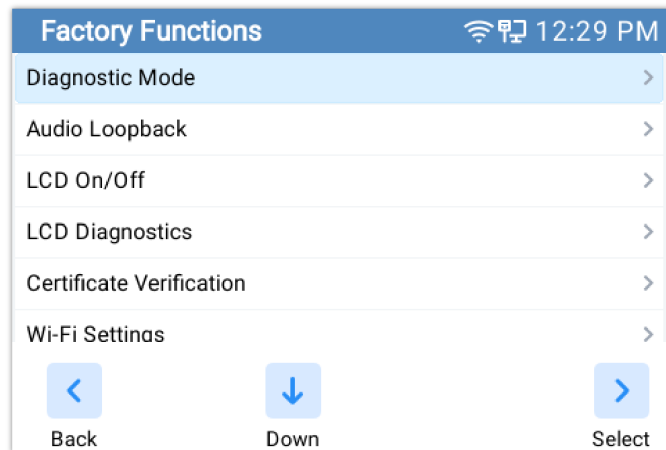 Factory Functions 12:29 PM
Diagnostic Mode
Audio Loopback
LCD On/Off
LCD Diagnostics
Certificate Verification
Wi-Fi Settings
Back Down Select